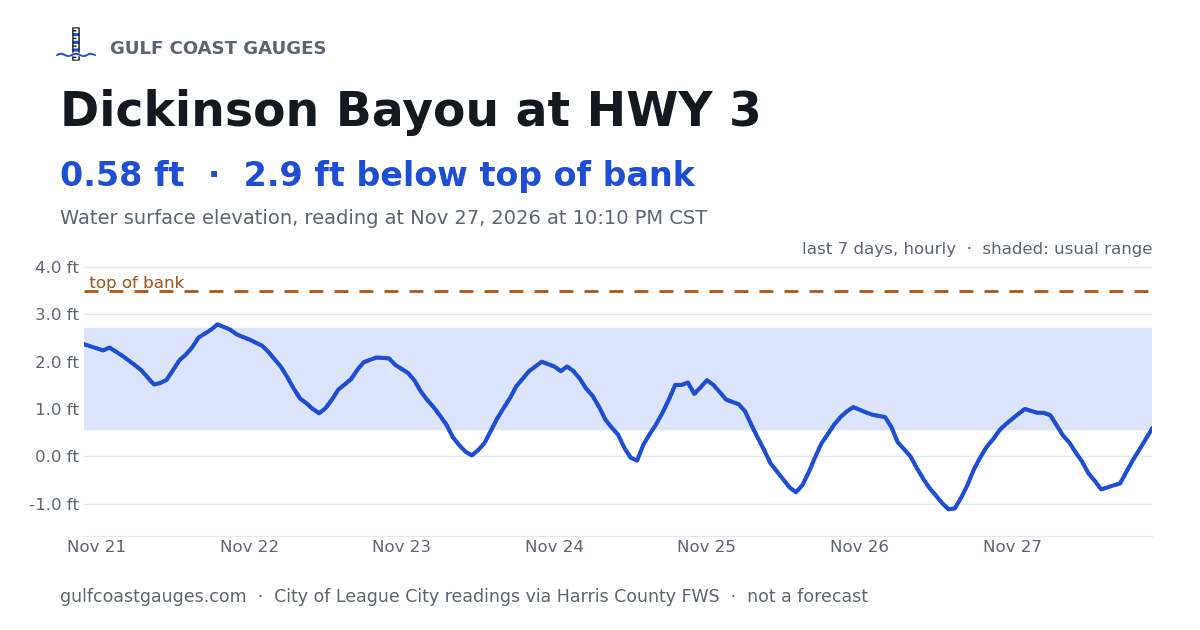 GULF COAST GAUGES
Dickinson Bayou at HWY 3
0.58 ft · 2.9 ft below top of bank
Water surface elevation, reading at Nov 27, 2026 at 10:10 PM CST
last 7 days, hourly · shaded: usual range
4.0 ft
top of bank
3.0 ft
2.0 ft
1.0 ft
0.0 ft
-1.0 ft
Nov 21 Nov 22 Nov 23 Nov 24 Nov 25 Nov 26 Nov 27
gulfcoastgauges.com · City of League City readings via Harris County FWS · not a forecast